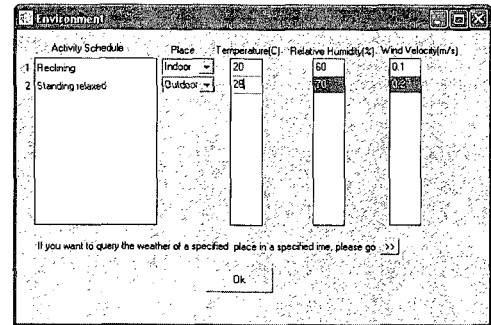 Environment
Activity Schedule Place Temperature(C) Relative Humidity(%) Wind Velocity(m/s)
1 Reclining Indoor 20 60 0.1
2 Standing relaxed Outdoor 28 70 0.2
If you want to query the weather of a specified place in a specified ime, please go >>
Ok